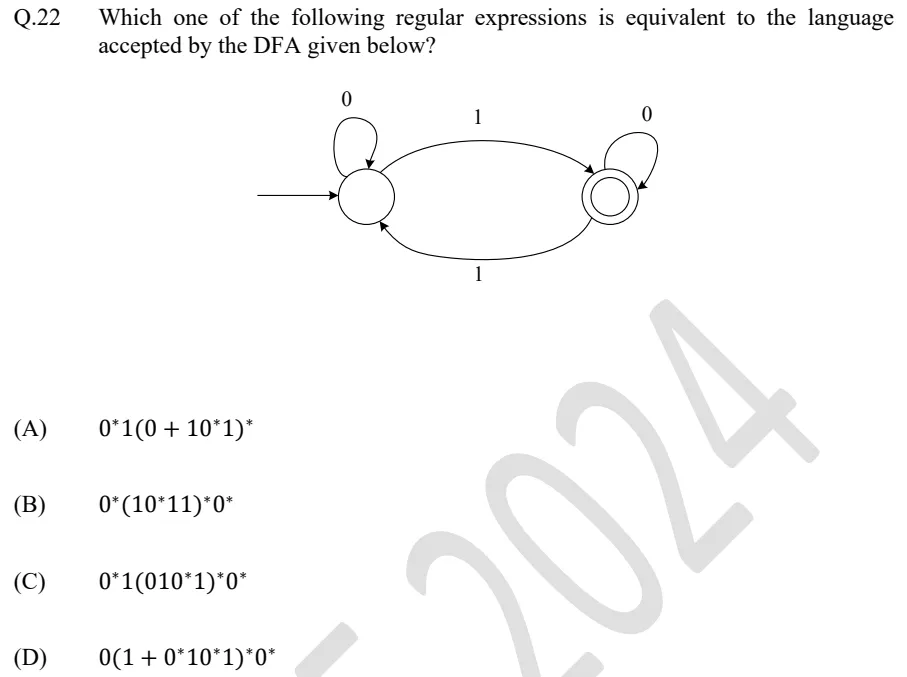 Q.22 Which one of the following regular expressions is equivalent to the language
accepted by the DFA given below?
0
1
0
1
(A) 0*1(0 + 10*1)*
(B) 0*(10*11)*0*
(C) 0*1(010*1)*0*
(D) 0(1 + 0*10*1)*0*
2024